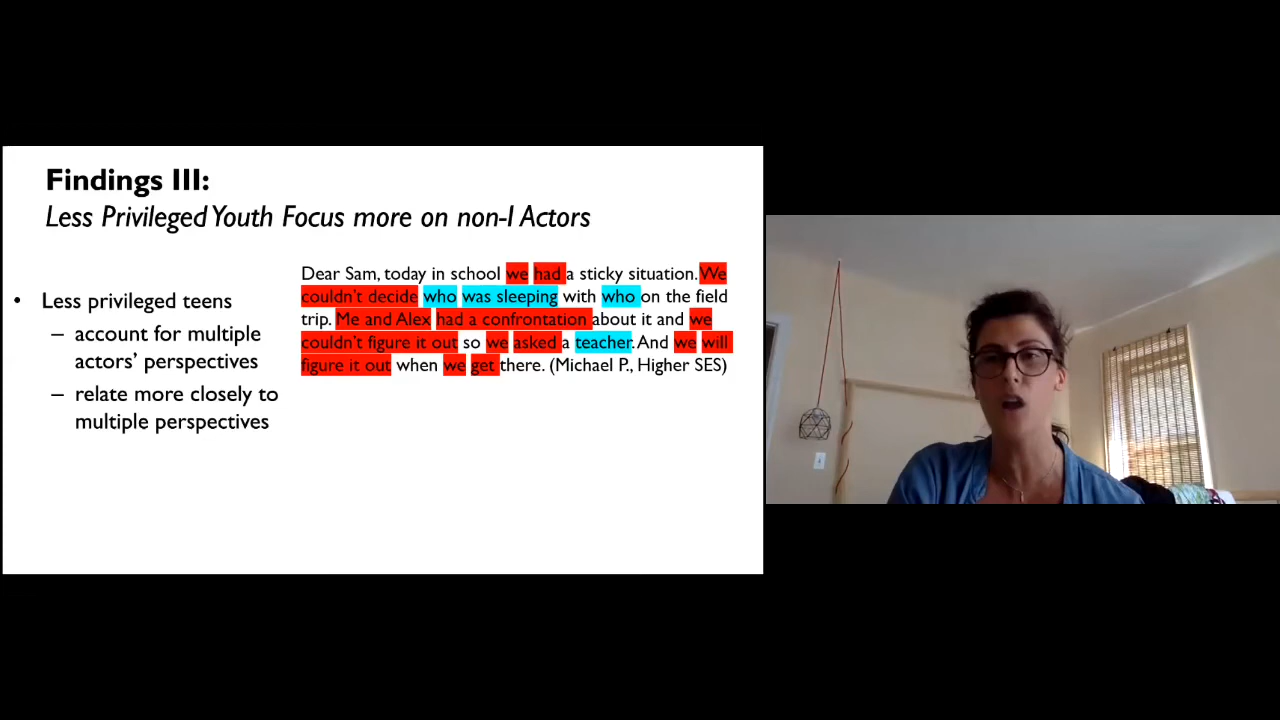 Findings III:
Less Privileged Youth Focus more on non-I Actors
• Less privileged teens
– account for multiple
actors’ perspectives
– relate more closely to
multiple perspectives
Dear Sam, today in school we had a sticky situation. We
couldn’t decide who was sleeping with who on the field
trip. Me and Alex had a confrontation about it and we
couldn’t figure it out so we asked a teacher. And we will
figure it out when we get there. (Michael P., Higher SES)